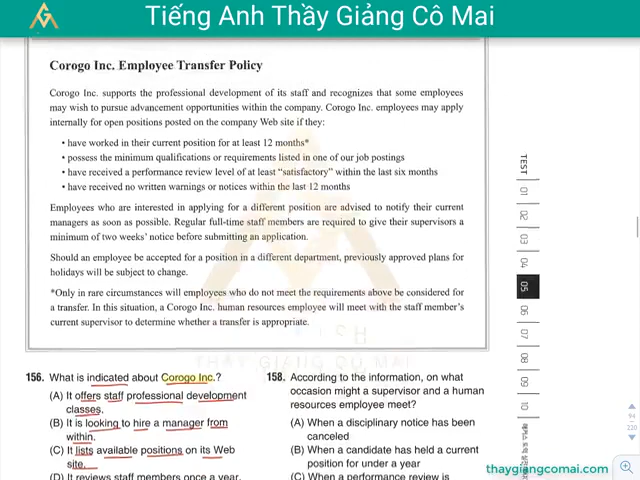 Tiếng Anh Thầy Giảng Cô Mai
Corogo Inc. Employee Transfer Policy
Corogo Inc. supports the professional development of its staff and recognizes that some employees
may wish to pursue advancement opportunities within the company. Corogo Inc. employees may apply
internally for open positions posted on the company Web site if they:
• have worked in their current position for at least 12 months*
• possess the minimum qualifications or requirements listed in one of our job postings
• have received a performance review level of at least “satisfactory” within the last six months
• have received no written warnings or notices within the last 12 months
Employees who are interested in applying for a different position are advised to notify their current
managers as soon as possible. Regular full-time staff members are required to give their supervisors a
minimum of two weeks’ notice before submitting an application.
Should an employee be accepted for a position in a different department, previously approved plans for
holidays will be subject to change.
*Only in rare circumstances will employees who do not meet the requirements above be considered for
a transfer. In this situation, a Corogo Inc. human resources employee will meet with the staff member’s
current supervisor to determine whether a transfer is appropriate.
THẦY GIẢNG CÔ MAI
156. What is indicated about Corogo Inc.?
(A) It offers staff professional development
classes.
(B) It is looking to hire a manager from
within.
(C) It lists available positions on its Web
site.
(D) It reviews staff members once a year.
158. According to the information, on what
occasion might a supervisor and a human
resources employee meet?
(A) When a disciplinary notice has been
canceled
(B) When a candidate has held a current
position for under a year
(C) When a performance review is
TEST
01
02
03
04
05
06
07
08
09
10
94
220
thaygiangcomai.com